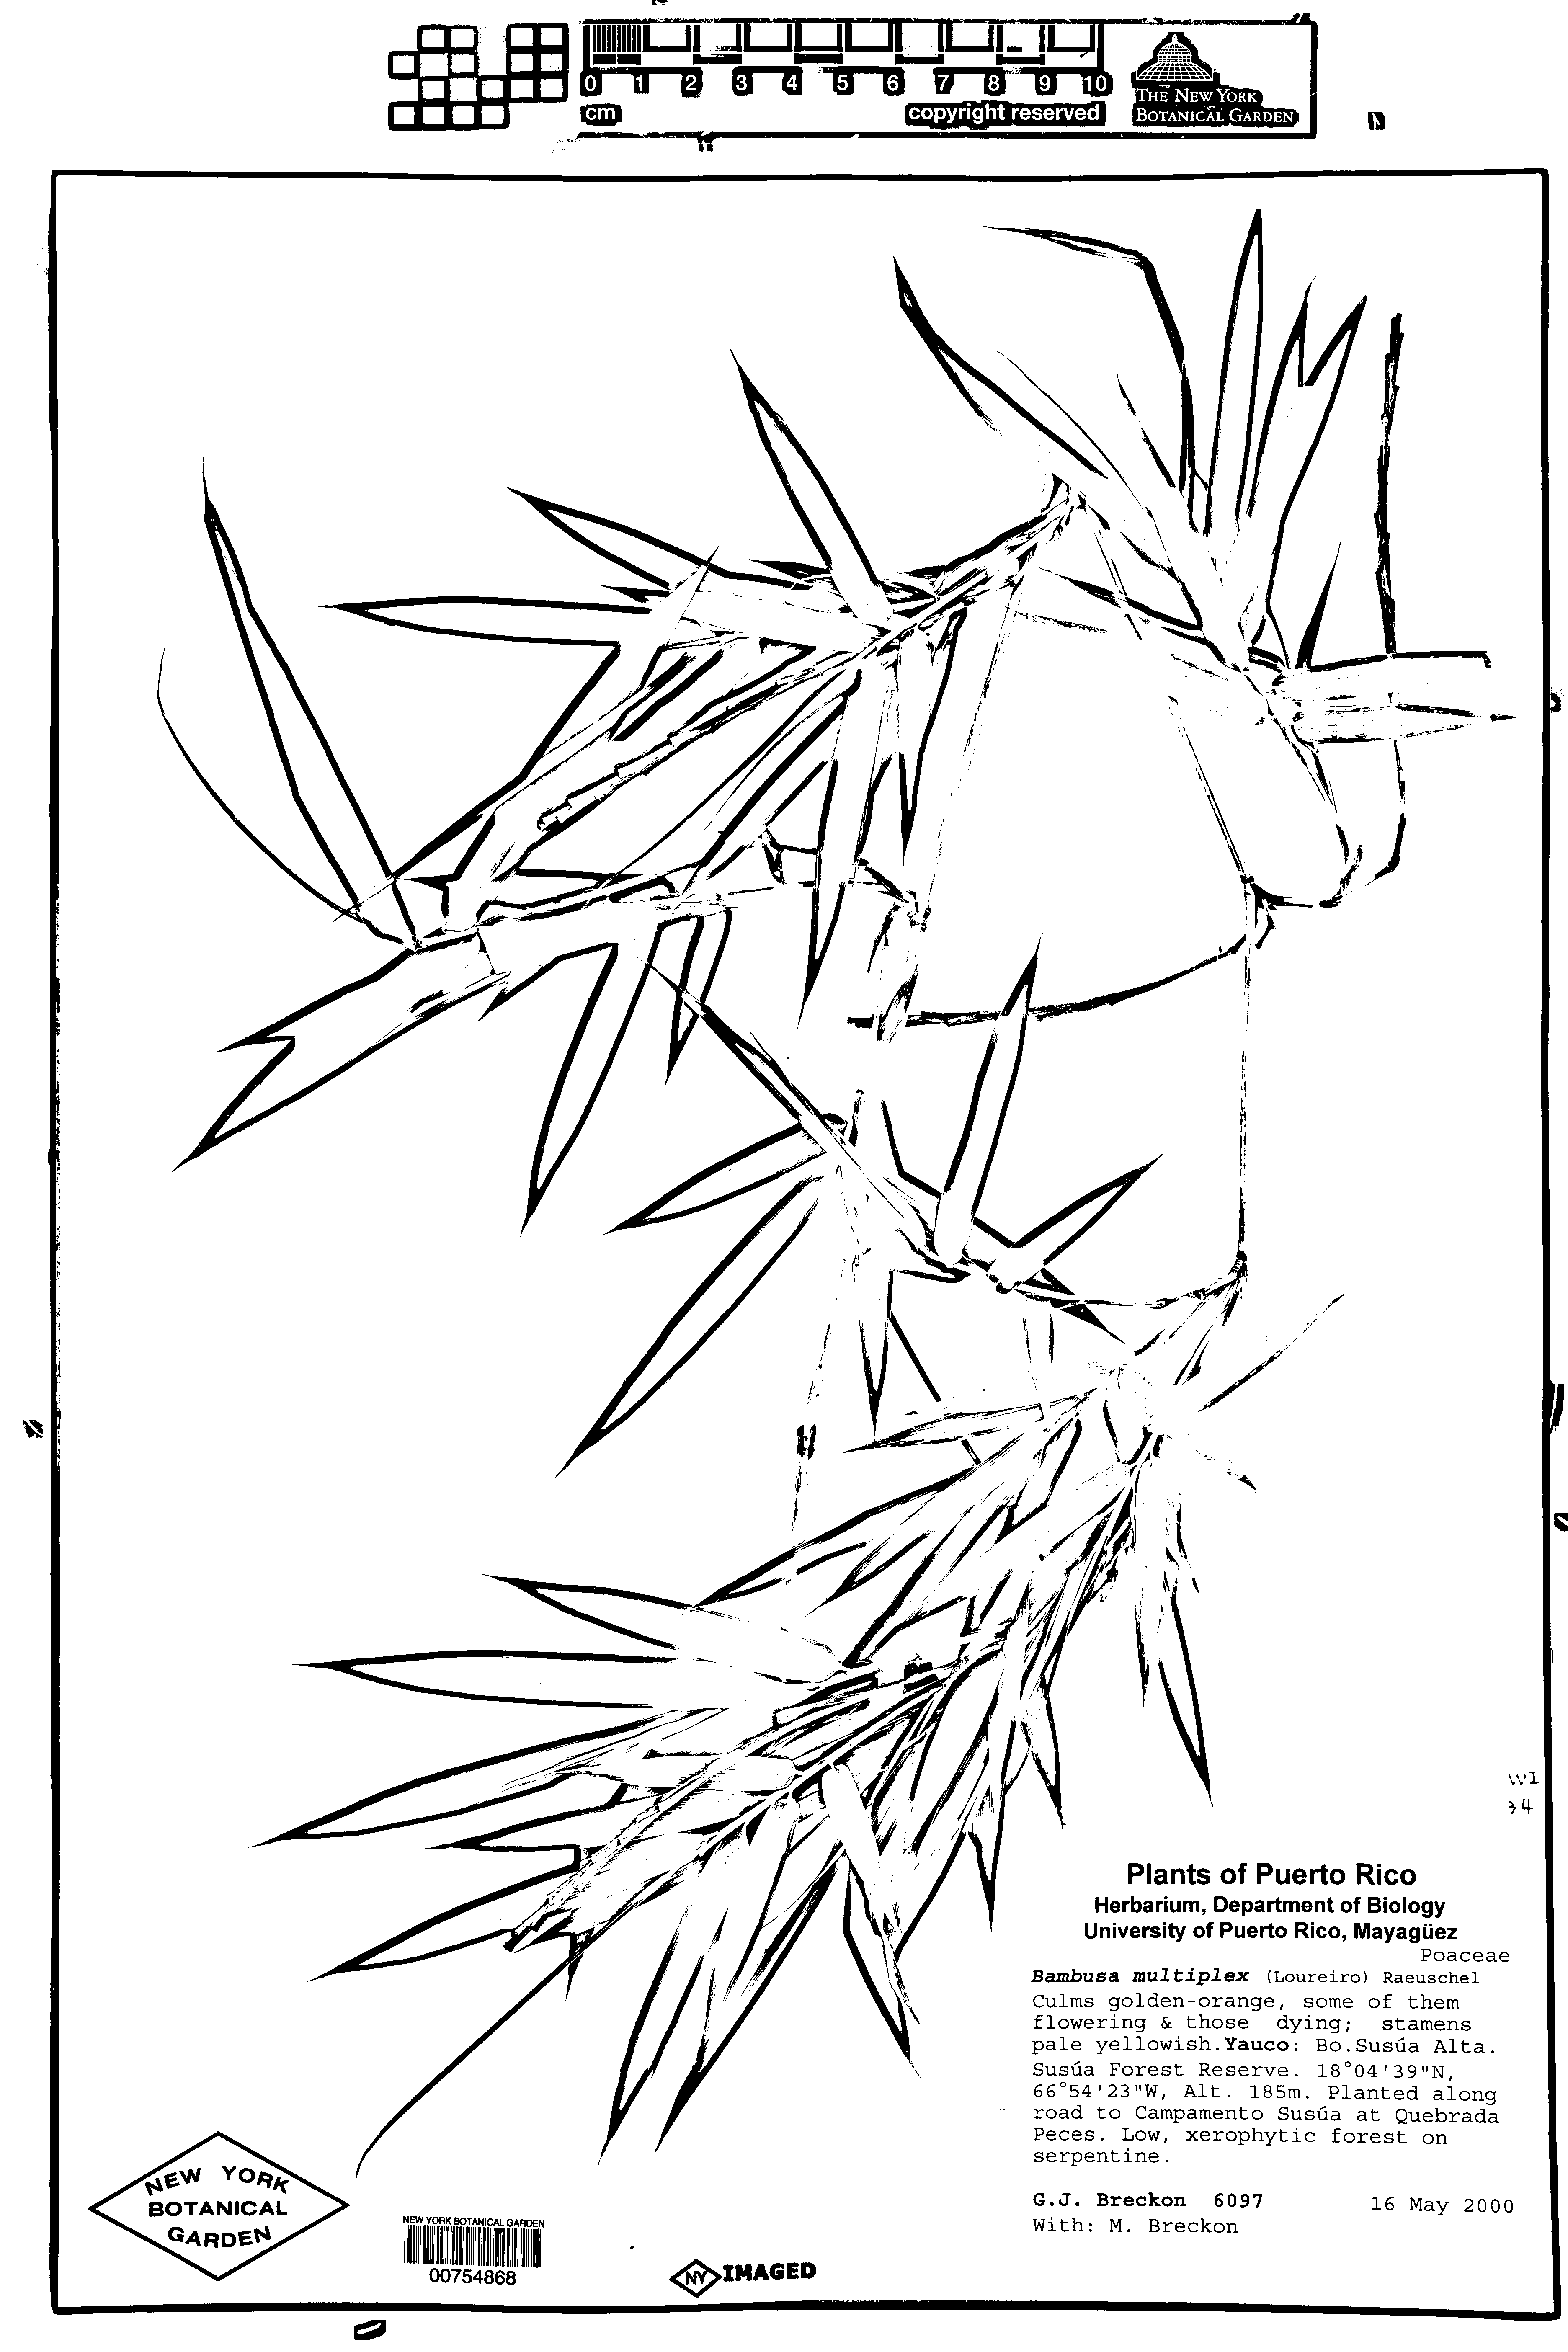 0 1 2 3 4 5 6 7 8 9 10
cm copyright reserved
THE NEW YORK
BOTANICAL GARDEN
W1
34
Plants of Puerto Rico
Herbarium, Department of Biology
University of Puerto Rico, Mayagüez
Poaceae
Bambusa multiplex (Loureiro) Raeuschel
Culms golden-orange, some of them
flowering & those dying; stamens
pale yellowish. Yauco: Bo.Susúa Alta.
Susúa Forest Reserve. 18°04'39"N,
66°54'23"W, Alt. 185m. Planted along
road to Campamento Susúa at Quebrada
Peces. Low, xerophytic forest on
serpentine.
G.J. Breckon 6097 16 May 2000
With: M. Breckon
NEW YORK
BOTANICAL
GARDEN
NEW YORK BOTANICAL GARDEN
00754868
NY IMAGED